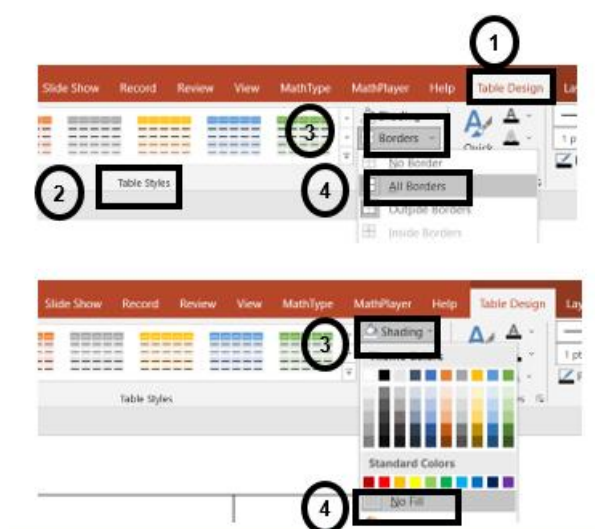 1
Slide Show Record Review View MathType MathPlayer Help Table Design
3 Borders
No Border
2 Table Styles 4 All Borders
Outside Borders
Inside Borders
Slide Show Record Review View MathType MathPlayer Help Table Design
3 Shading
Table Styles
Standard Colors
4 No Fill